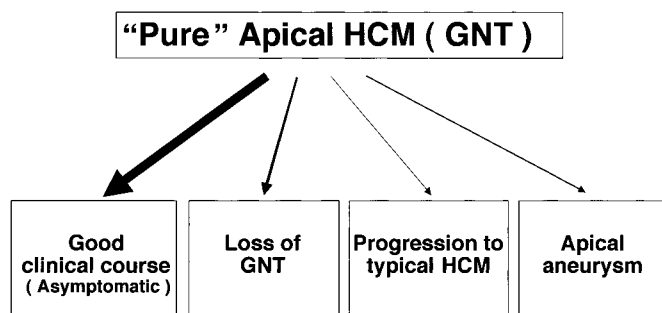 “Pure” Apical HCM ( GNT )
Good
clinical course
( Asymptomatic )
Loss of
GNT
Progression to
typical HCM
Apical
aneurysm